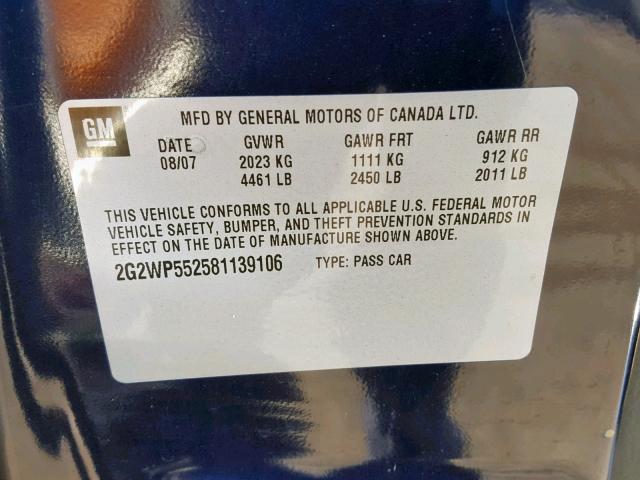 GM
MFD BY GENERAL MOTORS OF CANADA LTD.
DATE GVWR GAWR FRT GAWR RR
08/07 2023 KG 1111 KG 912 KG
4461 LB 2450 LB 2011 LB
THIS VEHICLE CONFORMS TO ALL APPLICABLE U.S. FEDERAL MOTOR
VEHICLE SAFETY, BUMPER, AND THEFT PREVENTION STANDARDS IN
EFFECT ON THE DATE OF MANUFACTURE SHOWN ABOVE.
2G2WP552581139106 TYPE: PASS CAR